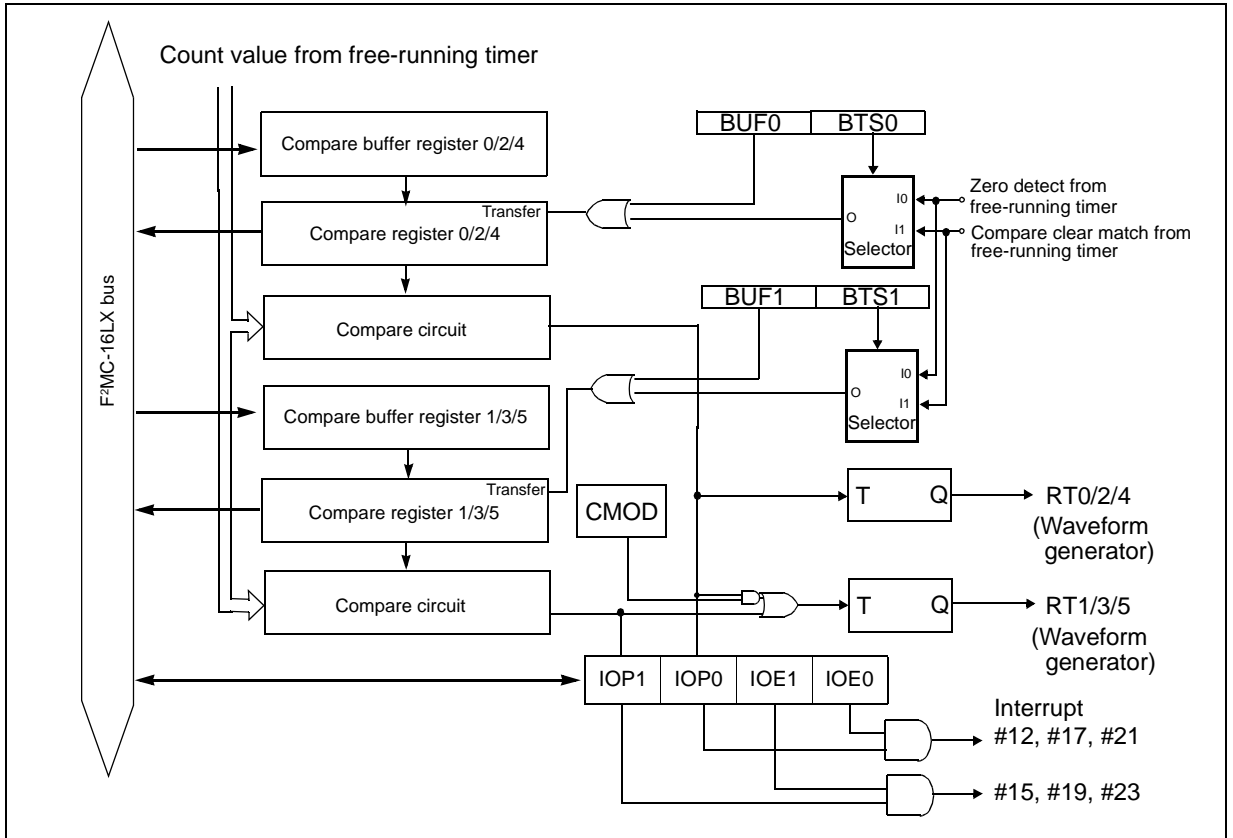 Count value from free-running timer
F²MC-16LX bus
Compare buffer register 0/2/4
Transfer
Compare register 0/2/4
Compare circuit
Compare buffer register 1/3/5
Transfer
Compare register 1/3/5
Compare circuit
BUF0 BTS0
I0
O
I1
Selector
Zero detect from
free-running timer
Compare clear match from
free-running timer
BUF1 BTS1
I0
O
I1
Selector
CMOD
T Q
RT0/2/4
(Waveform
generator)
T Q
RT1/3/5
(Waveform
generator)
IOP1 IOP0 IOE1 IOE0
Interrupt
#12, #17, #21
#15, #19, #23